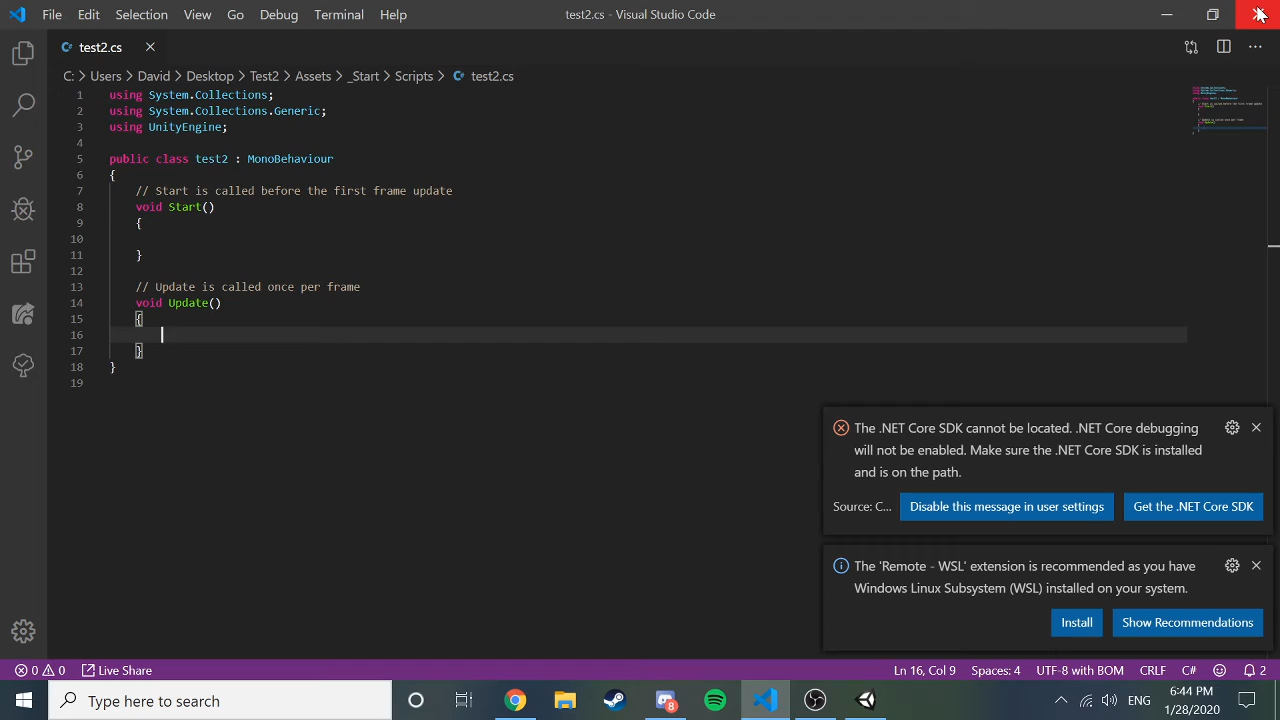 File Edit Selection View Go Debug Terminal Help
test2.cs - Visual Studio Code
test2.cs
C: > Users > David > Desktop > Test2 > Assets > _Start > Scripts > test2.cs
1 using System.Collections;
2 using System.Collections.Generic;
3 using UnityEngine;
4
5 public class test2 : MonoBehaviour
6 {
7 // Start is called before the first frame update
8 void Start()
9 {
10
11 }
12
13 // Update is called once per frame
14 void Update()
15 {
16
17 }
18 }
19
The .NET Core SDK cannot be located. .NET Core debugging
will not be enabled. Make sure the .NET Core SDK is installed
and is on the path.
Source: C...
Disable this message in user settings
Get the .NET Core SDK
The 'Remote - WSL' extension is recommended as you have
Windows Linux Subsystem (WSL) installed on your system.
Install
Show Recommendations
0 0 Live Share
Ln 16, Col 9 Spaces: 4 UTF-8 with BOM CRLF C# 2
Type here to search
8
ENG
6:44 PM
1/28/2020